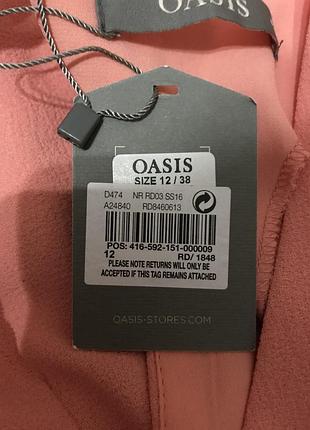 OASIS
OASIS
SIZE 12 / 38
D474 NR RD03 SS16
A24840 RD8460613
POS: 416-592-151-000009
12 RD/ 1848
PLEASE NOTE RETURNS WILL ONLY BE
ACCEPTED IF THIS TAG REMAINS ATTACHED
OASIS-STORES.COM